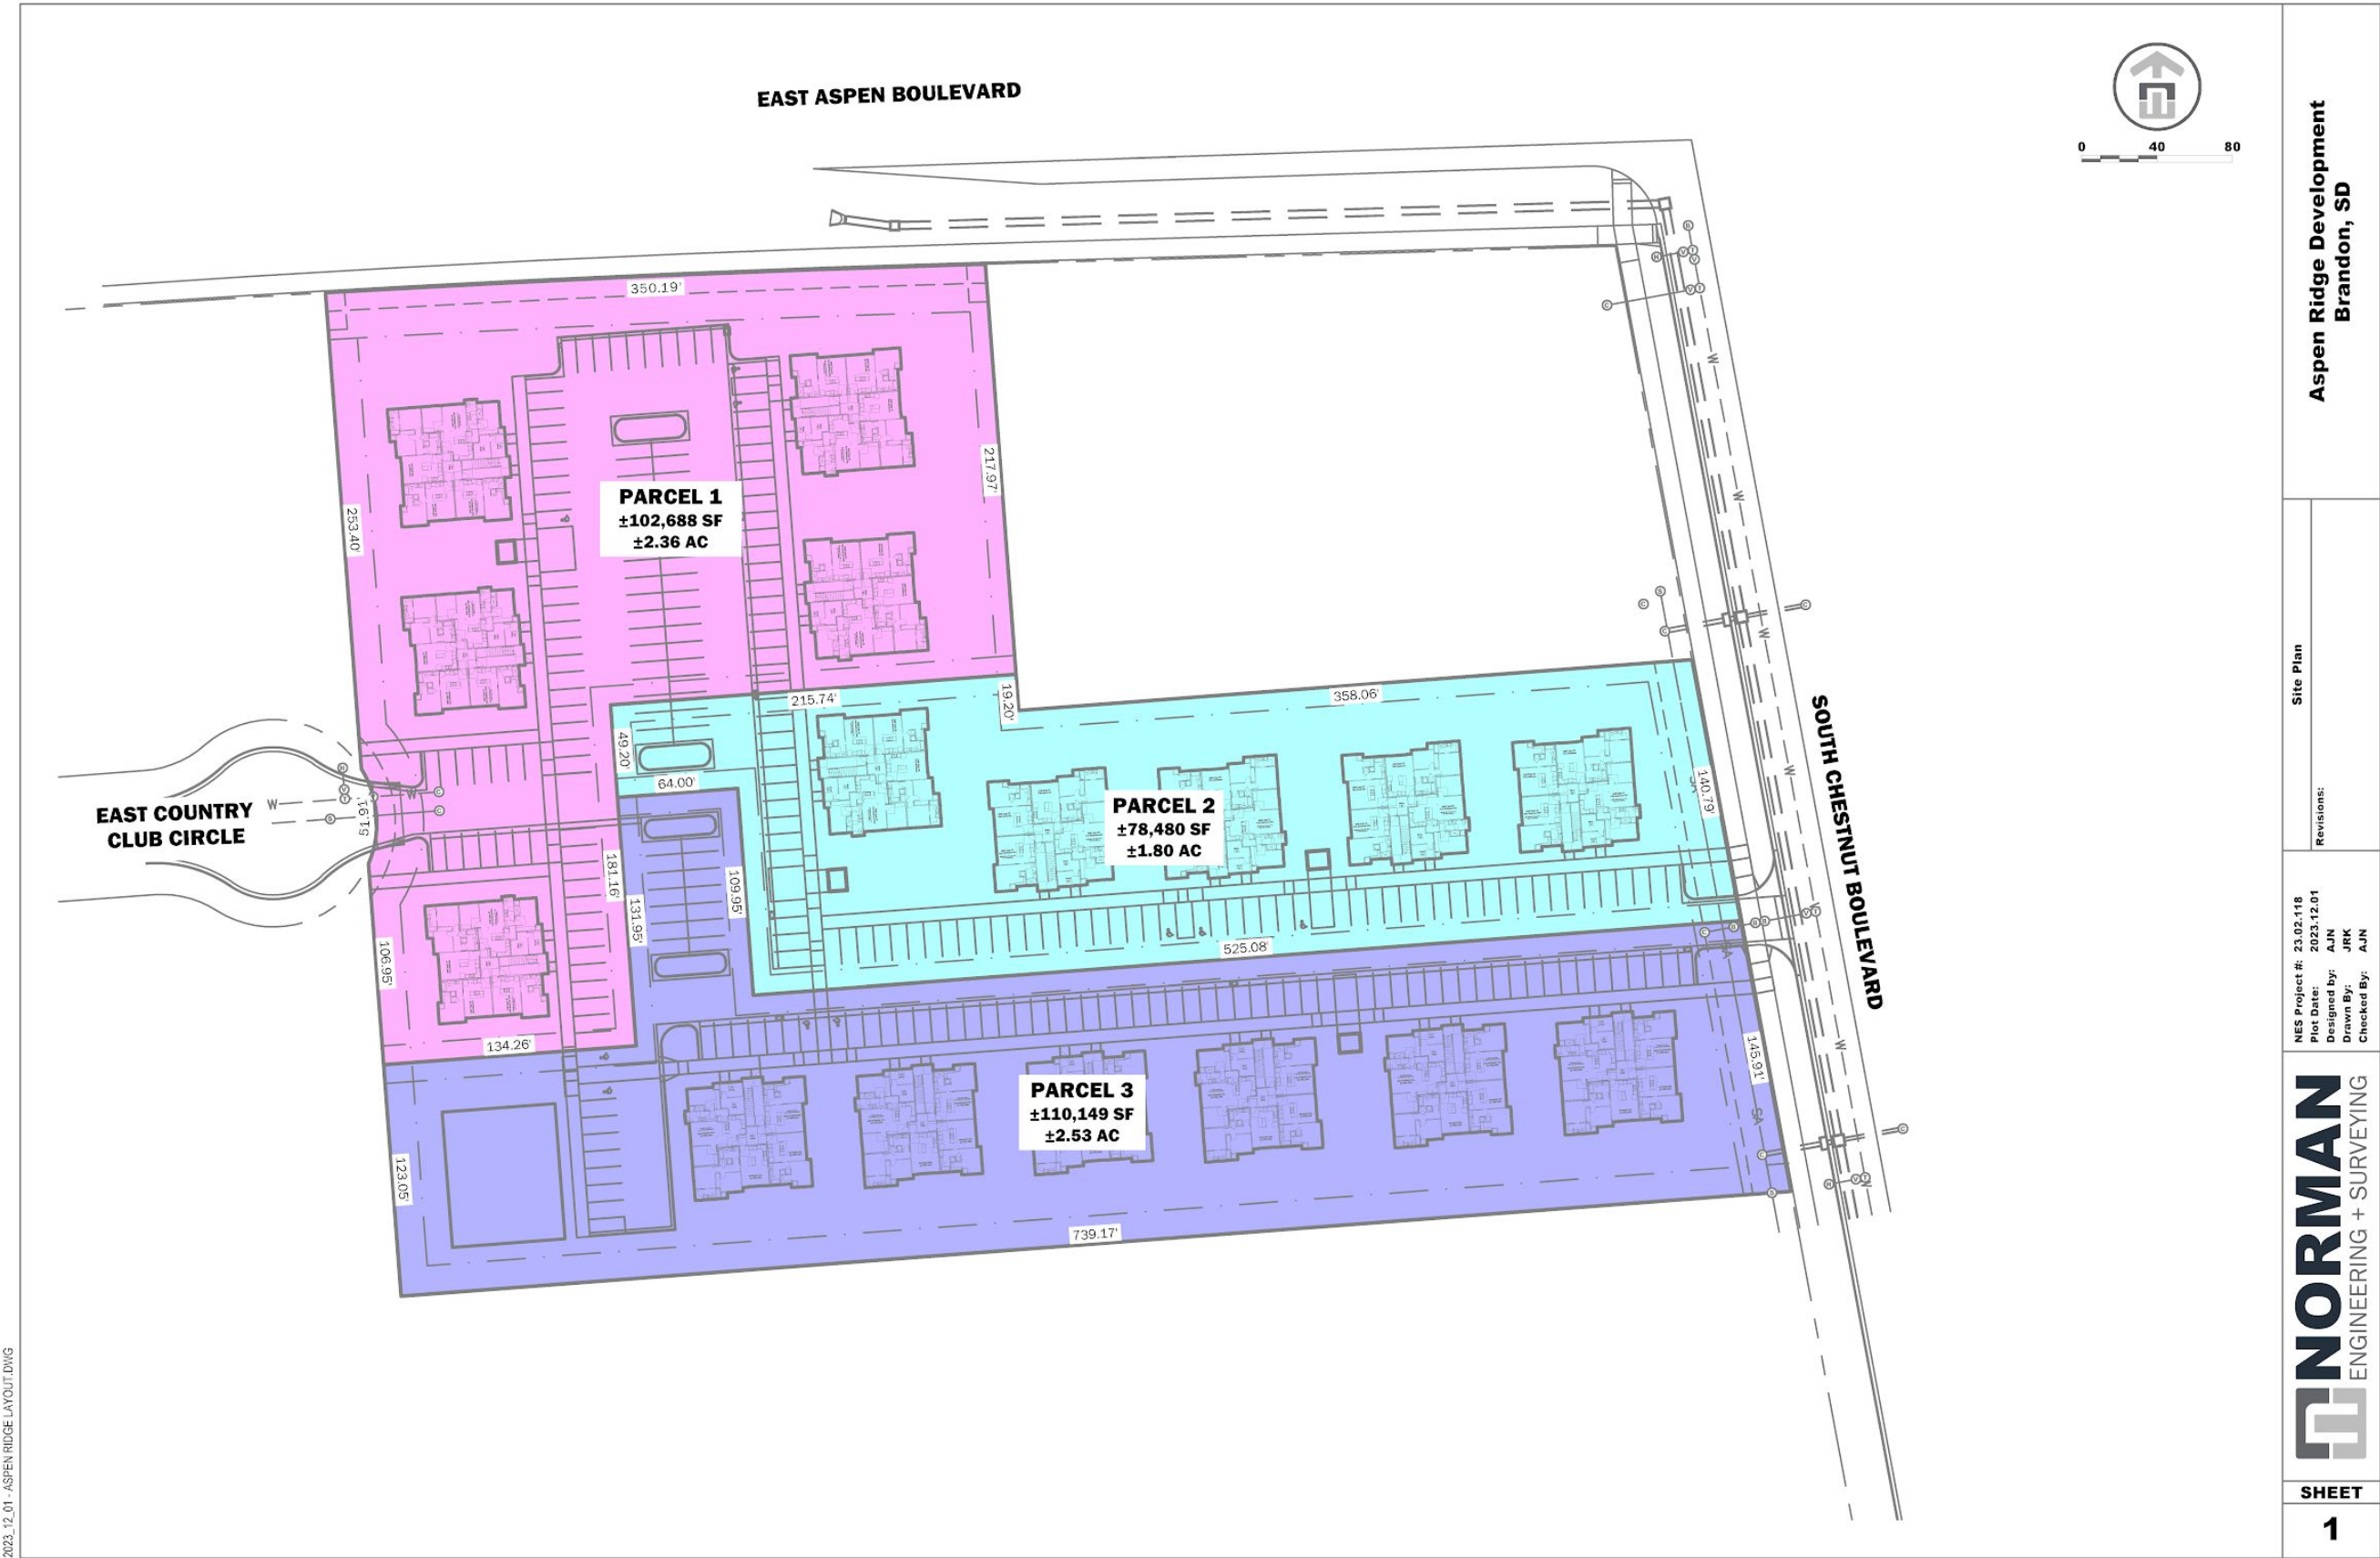 EAST ASPEN BOULEVARD
0 40 80
350.19'
217.97'
253.40'
PARCEL 1
±102,688 SF
±2.36 AC
215.74'
19.20'
358.06'
49.20'
64.00'
140.79'
EAST COUNTRY
CLUB CIRCLE
51.91'
PARCEL 2
±78,480 SF
±1.80 AC
SOUTH CHESTNUT BOULEVARD
181.16'
131.95'
109.95'
106.95'
525.08'
134.26'
145.91'
PARCEL 3
±110,149 SF
±2.53 AC
123.05'
739.17'
W
W
W
W
W
W
SA
SA
Aspen Ridge Development
Brandon, SD
Site Plan
Revisions:
NES Project #: 23.02.118
Plot Date: 2023.12.01
Designed by: AJN
Drawn By: JRK
Checked By: AJN
NORMAN
ENGINEERING + SURVEYING
SHEET
1
2023_12_01 - ASPEN RIDGE LAYOUT.DWG